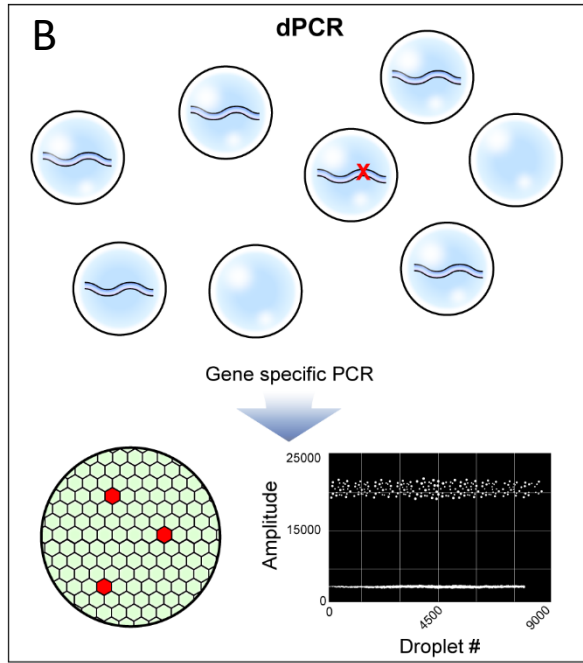 B
dPCR
X
Gene specific PCR
25000
15000
0
Amplitude
0
4500
9000
Droplet #